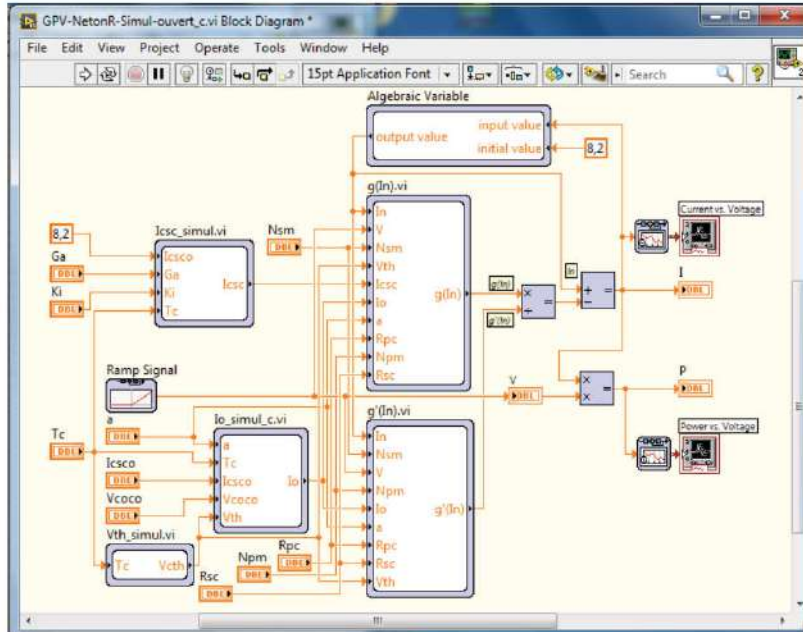 GPV-NetonR-Simul-ouvert_c.vi Block Diagram *
File Edit View Project Operate Tools Window Help
15pt Application Font
Search
2
Algebraic Variable
output value
input value
initial value
8,2
g(In).vi
In
V
Nsm
Vth
Icsc
Io
a
Rpc
Npm
Rsc
g(In)
8,2
Ga
DBL
Ki
DBL
Icsc_simul.vi
Icsco
Ga
Ki
Tc
Icsc
Nsm
DBL
g(In)
g'(In)
In
Current vs. Voltage
I
DBL
Ramp Signal
a
DBL
Tc
DBL
Icsco
DBL
Vcoco
DBL
Io_simul_c.vi
a
Tc
Icsco
Vcoco
Vth
Io
Vth_simul.vi
Tc
Vcth
g'(In).vi
In
Nsm
V
Npm
Io
a
Rpc
Rsc
Vth
g'(In)
V
DBL
P
DBL
Power vs. Voltage
Rpc
DBL
Npm
DBL
Rsc
DBL